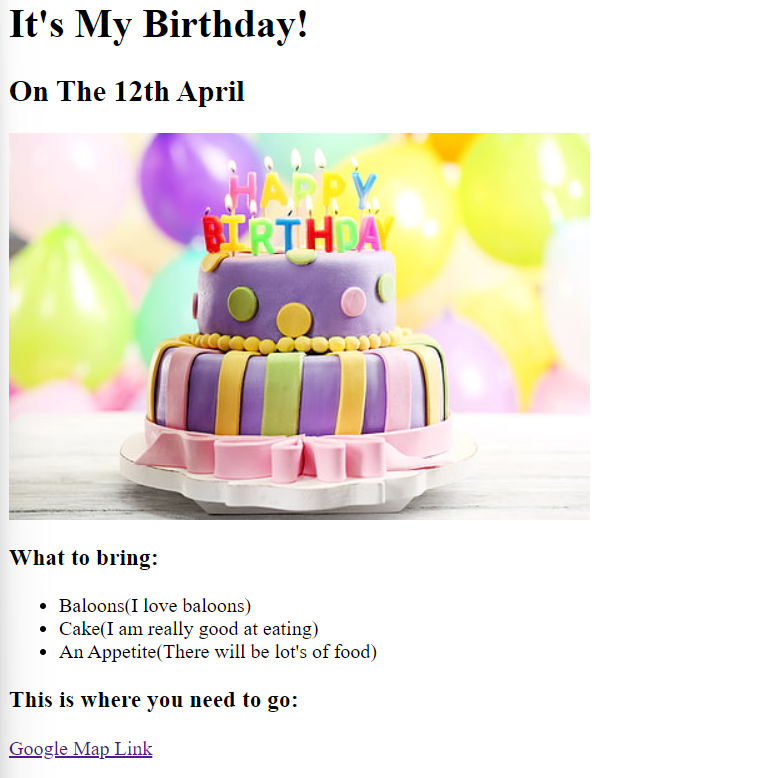 It's My Birthday!
On The 12th April
HAPPY
BIRTHDAY
What to bring:
Baloons(I love baloons)
Cake(I am really good at eating)
An Appetite(There will be lot's of food)
This is where you need to go:
Google Map Link